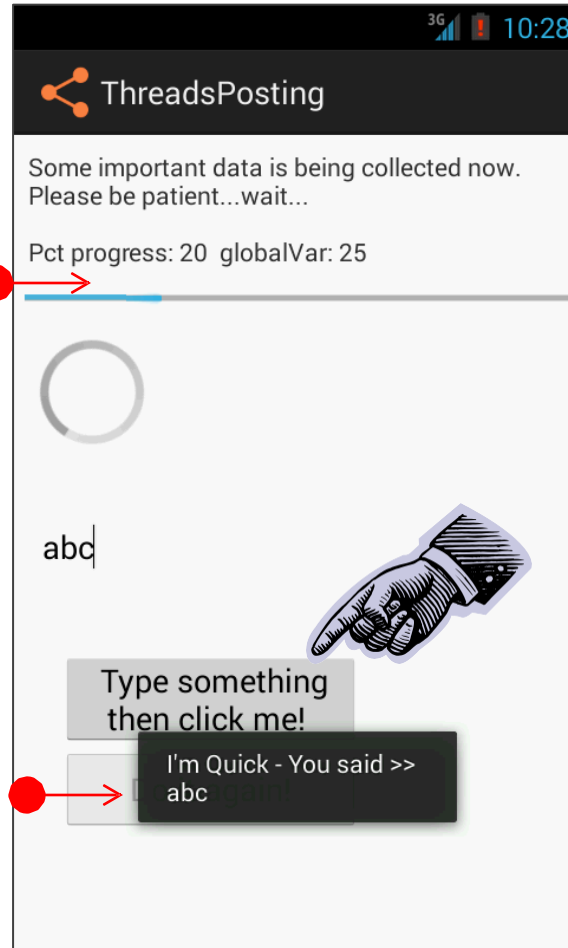 3G 10:28
ThreadsPosting
Some important data is being collected now.
Please be patient...wait...
Pct progress: 20 globalVar: 25
abc
Type something
then click me!
I'm Quick - You said >>
abc
again!